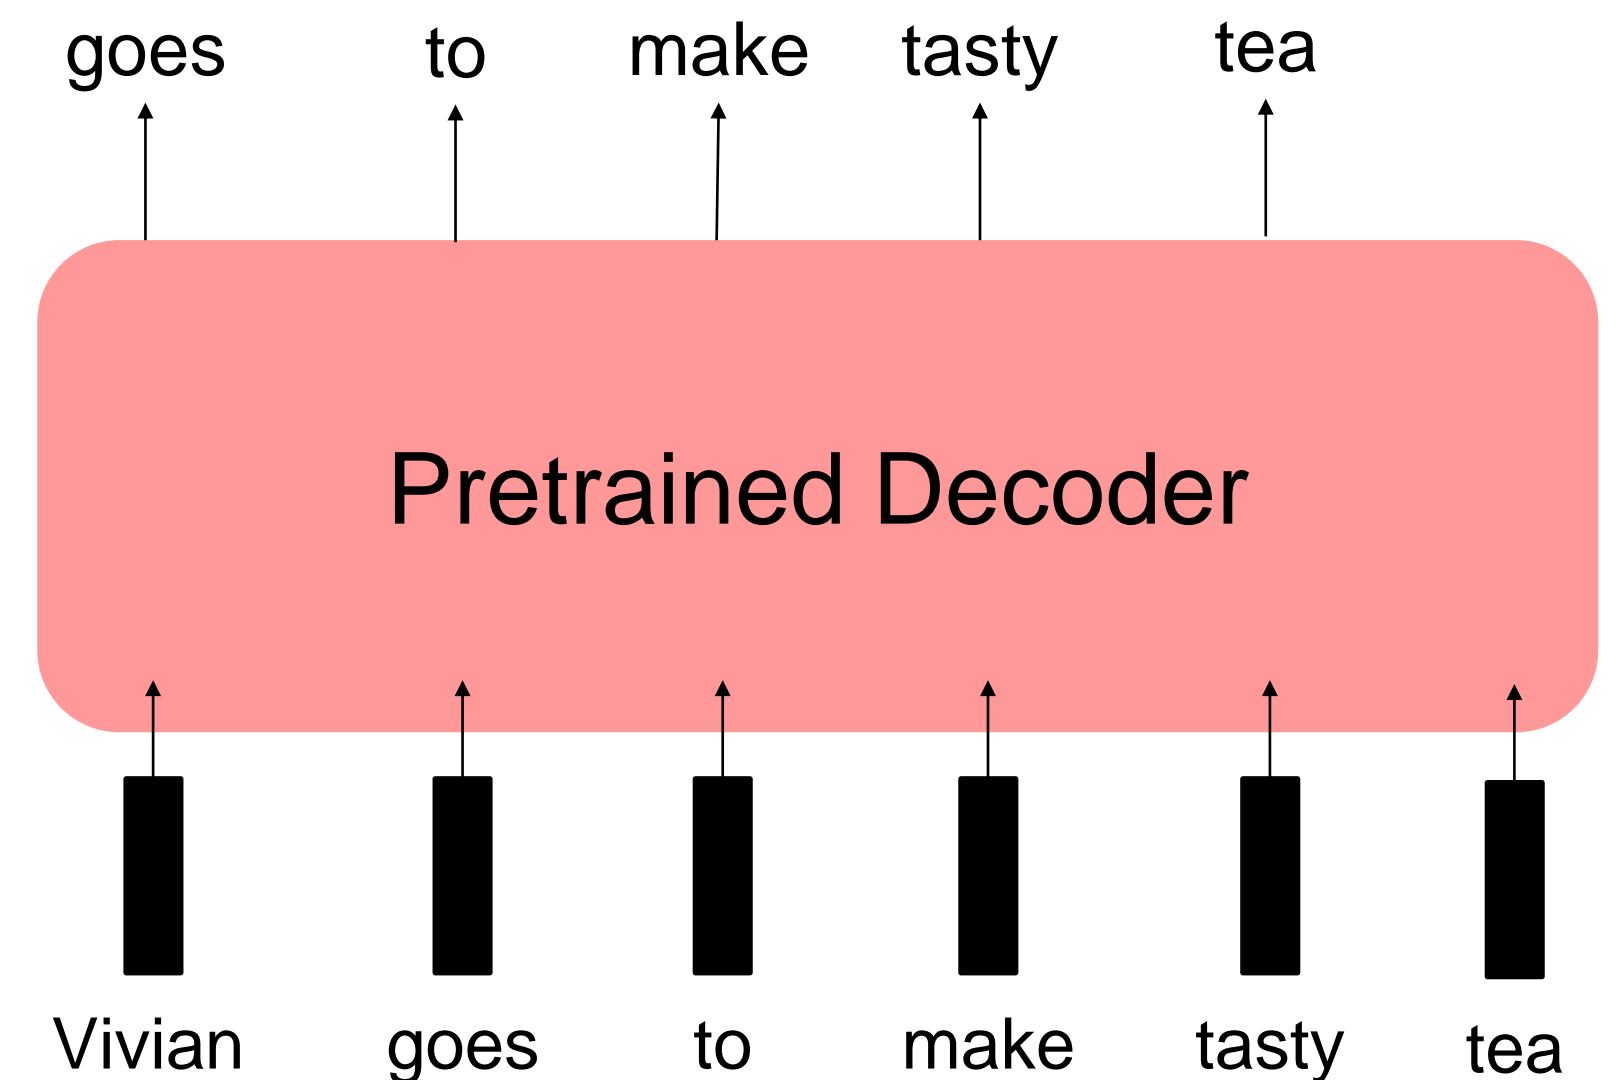 goes to make tasty tea
Pretrained Decoder
Vivian goes to make tasty tea